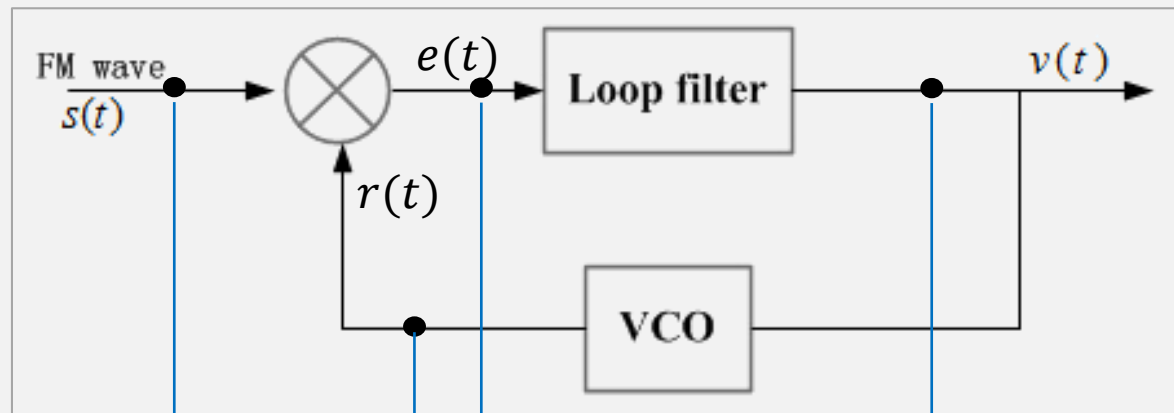 FM wave
s(t)
e(t)
Loop filter
v(t)
r(t)
VCO